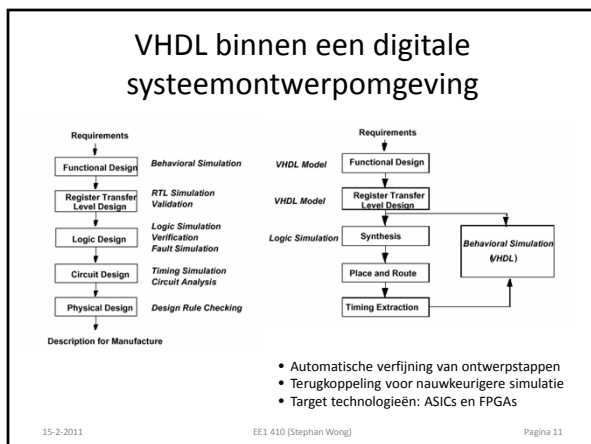 VHDL binnen een digitale
systeemontwerpomgeving
Requirements
Functional Design
Behavioral Simulation
Register Transfer
Level Design
RTL Simulation
Validation
Logic Design
Logic Simulation
Verification
Fault Simulation
Circuit Design
Timing Simulation
Circuit Analysis
Physical Design
Design Rule Checking
Description for Manufacture
Requirements
VHDL Model
Functional Design
VHDL Model
Register Transfer
Level Design
Logic Simulation
Synthesis
Behavioral Simulation
(VHDL)
Place and Route
Timing Extraction
• Automatische verfijning van ontwerpstappen
• Terugkoppeling voor nauwkeurigere simulatie
• Target technologieën: ASICs en FPGAs
15-2-2011
EE1 410 (Stephan Wong)
Pagina 11